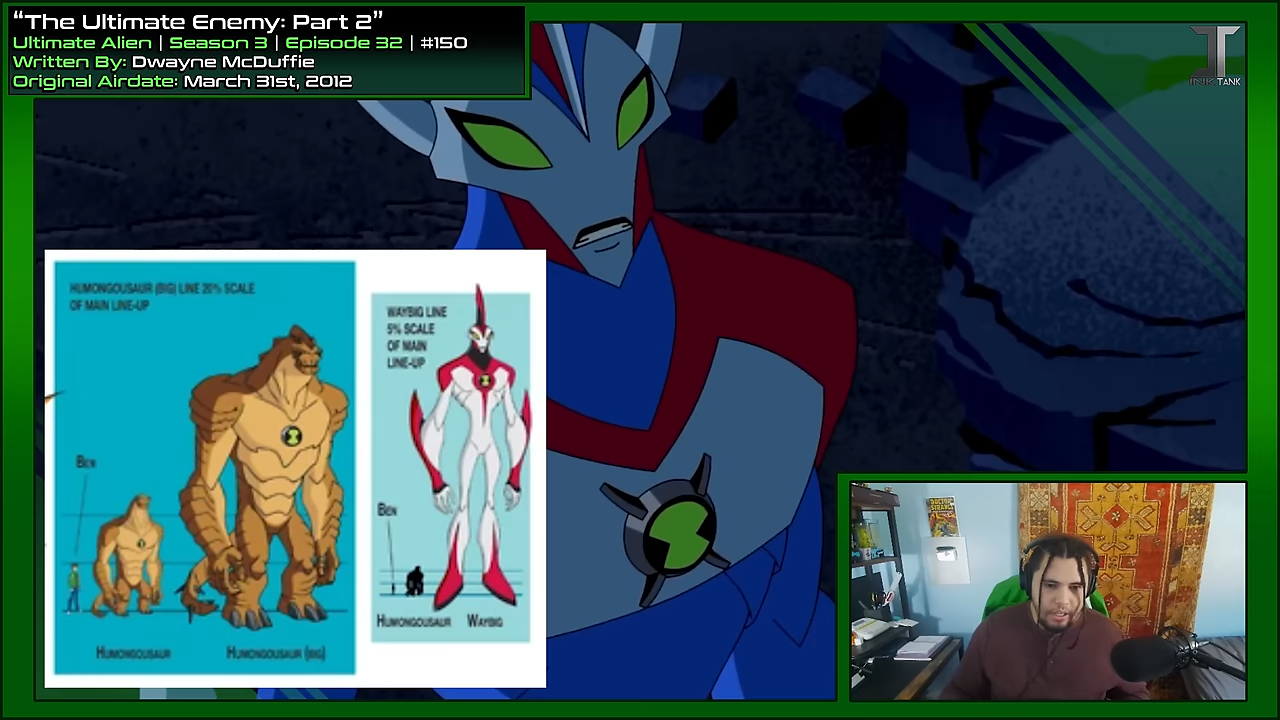 “The Ultimate Enemy: Part 2”
Ultimate Alien | Season 3 | Episode 32 | #150
Written By: Dwayne McDuffie
Original Airdate: March 31st, 2012
TANK
HUMONGOUSAUR (BIG) LINE 20% SCALE
OF MAIN LINE-UP
WAYBIG LINE
5% SCALE
OF MAIN
LINE-UP
BEN
BEN
HUMONGOUSAUR
WAYBIG
HUMONGOUSAUR
HUMONGOUSAUR (BIG)
DOCTOR
STRANGE